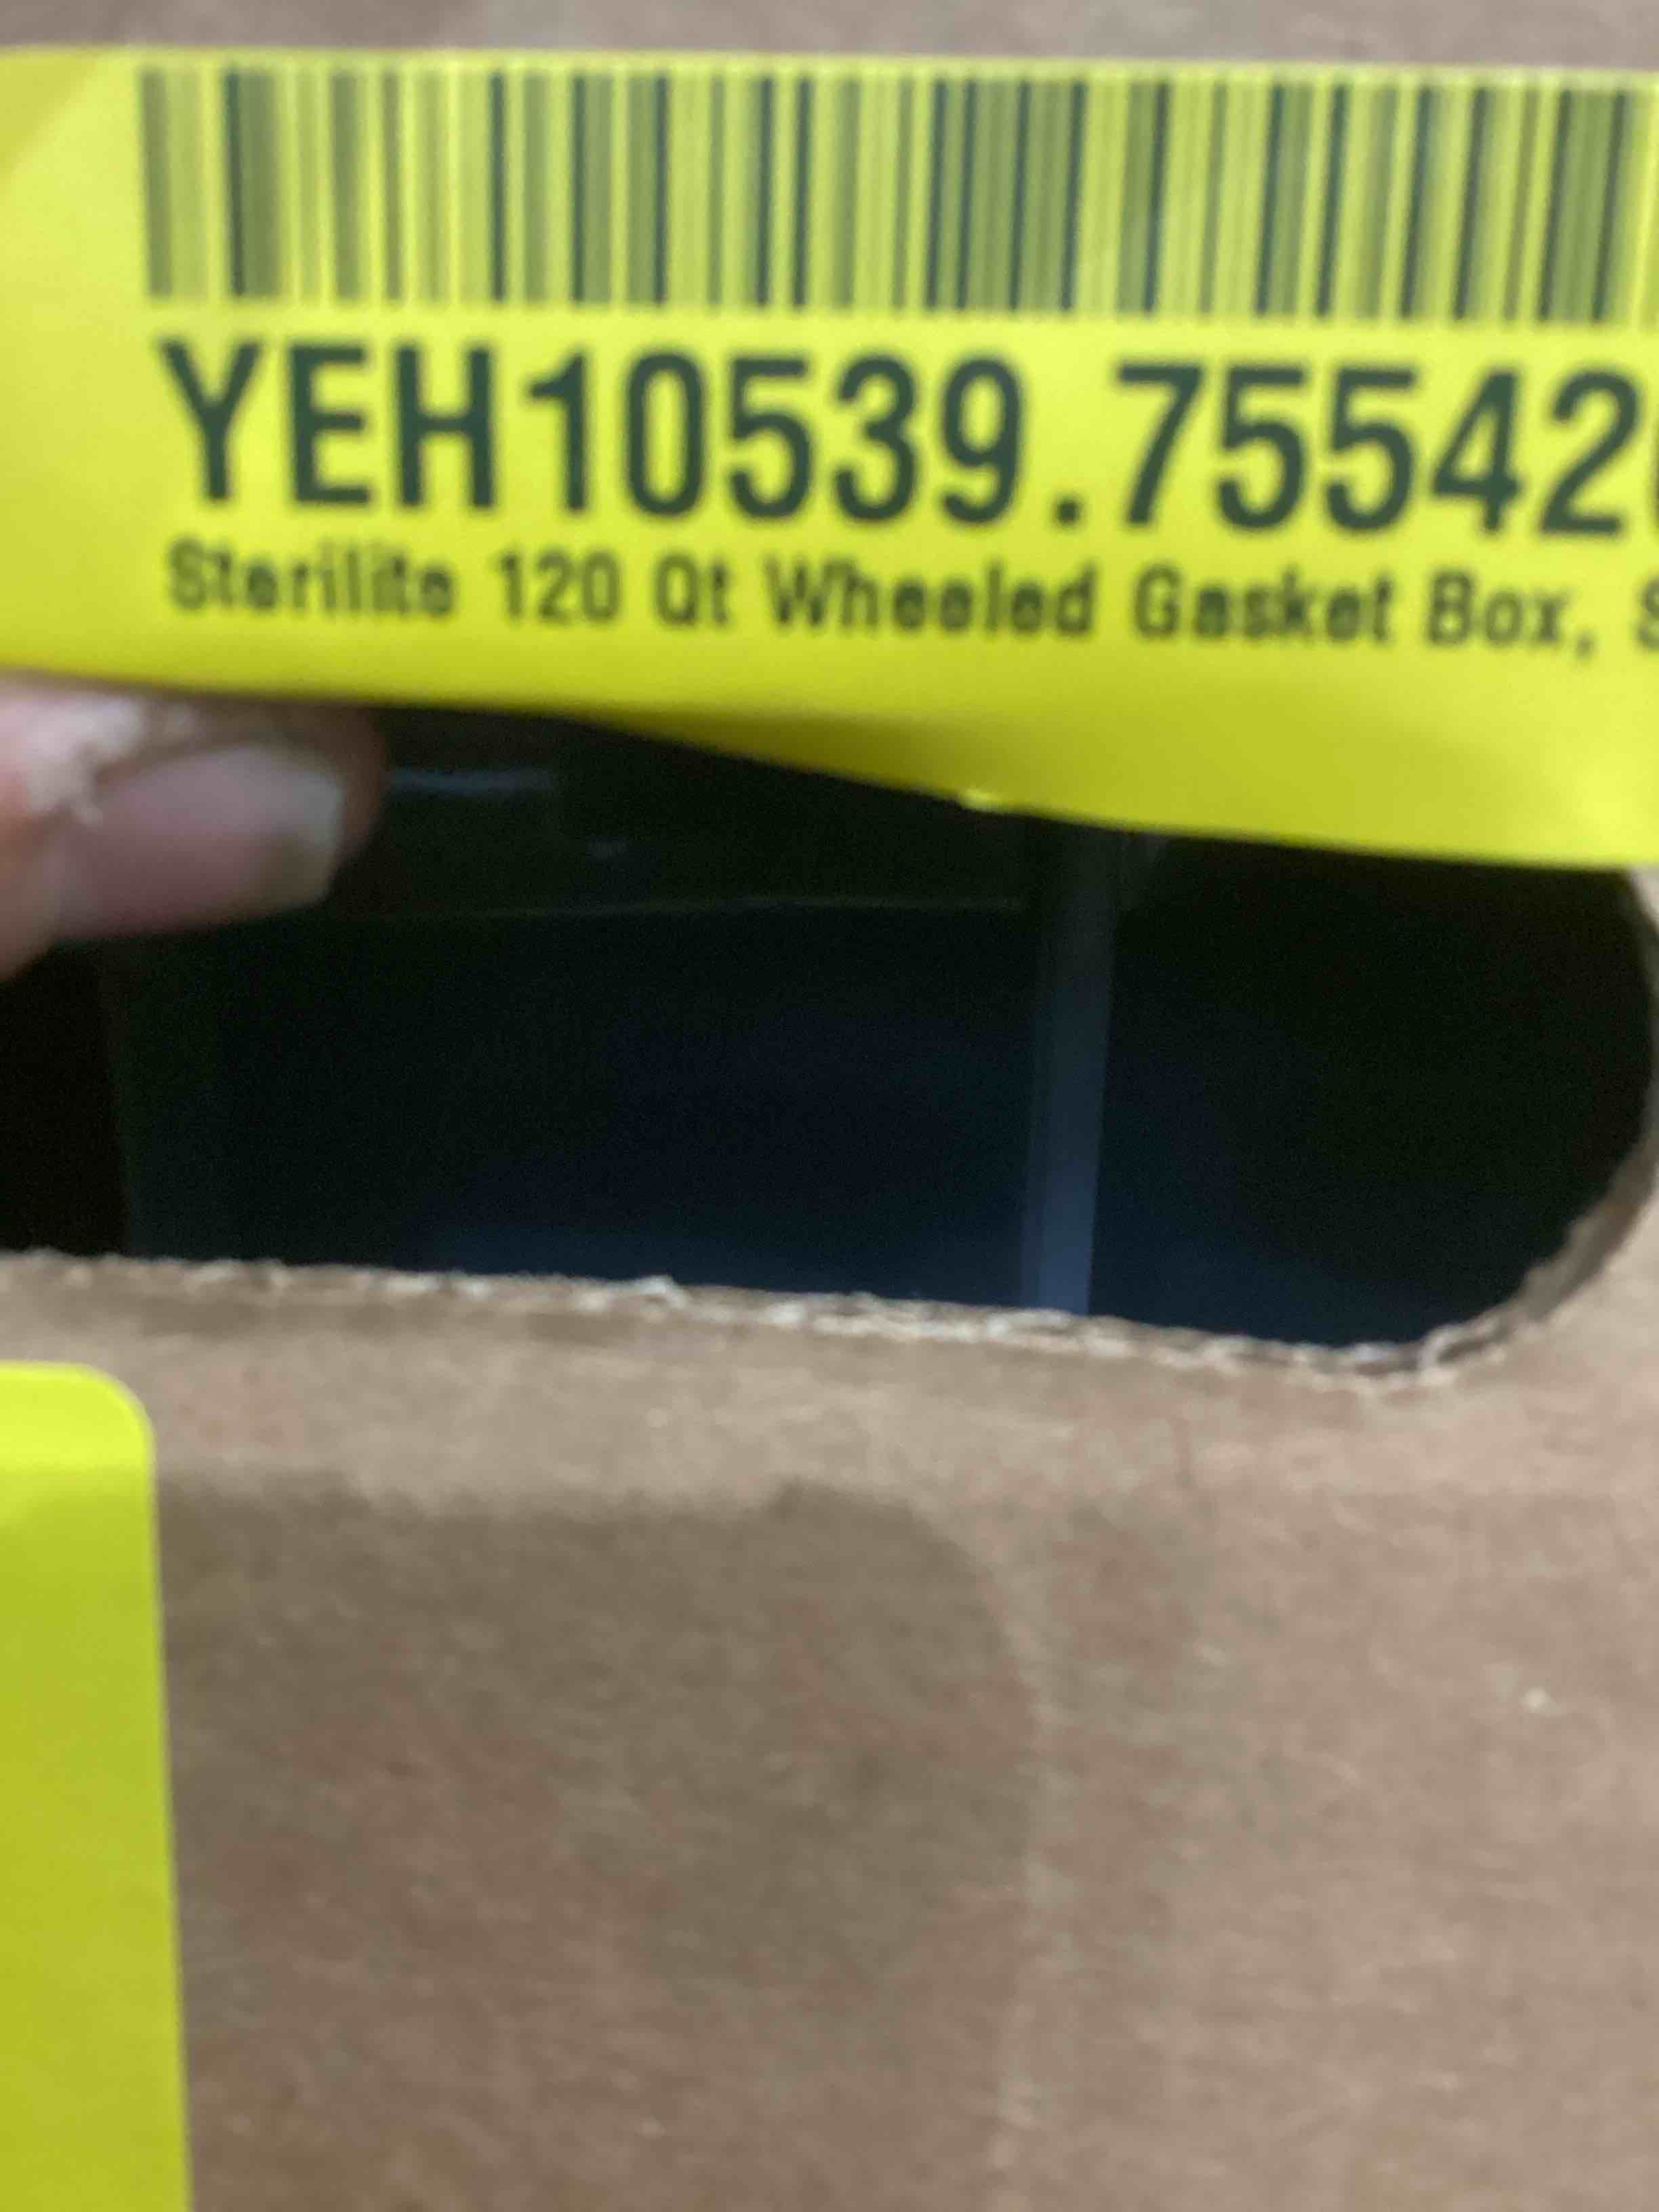 YEH10539.75542
Sterilite 120 Qt Wheeled Gasket Box,